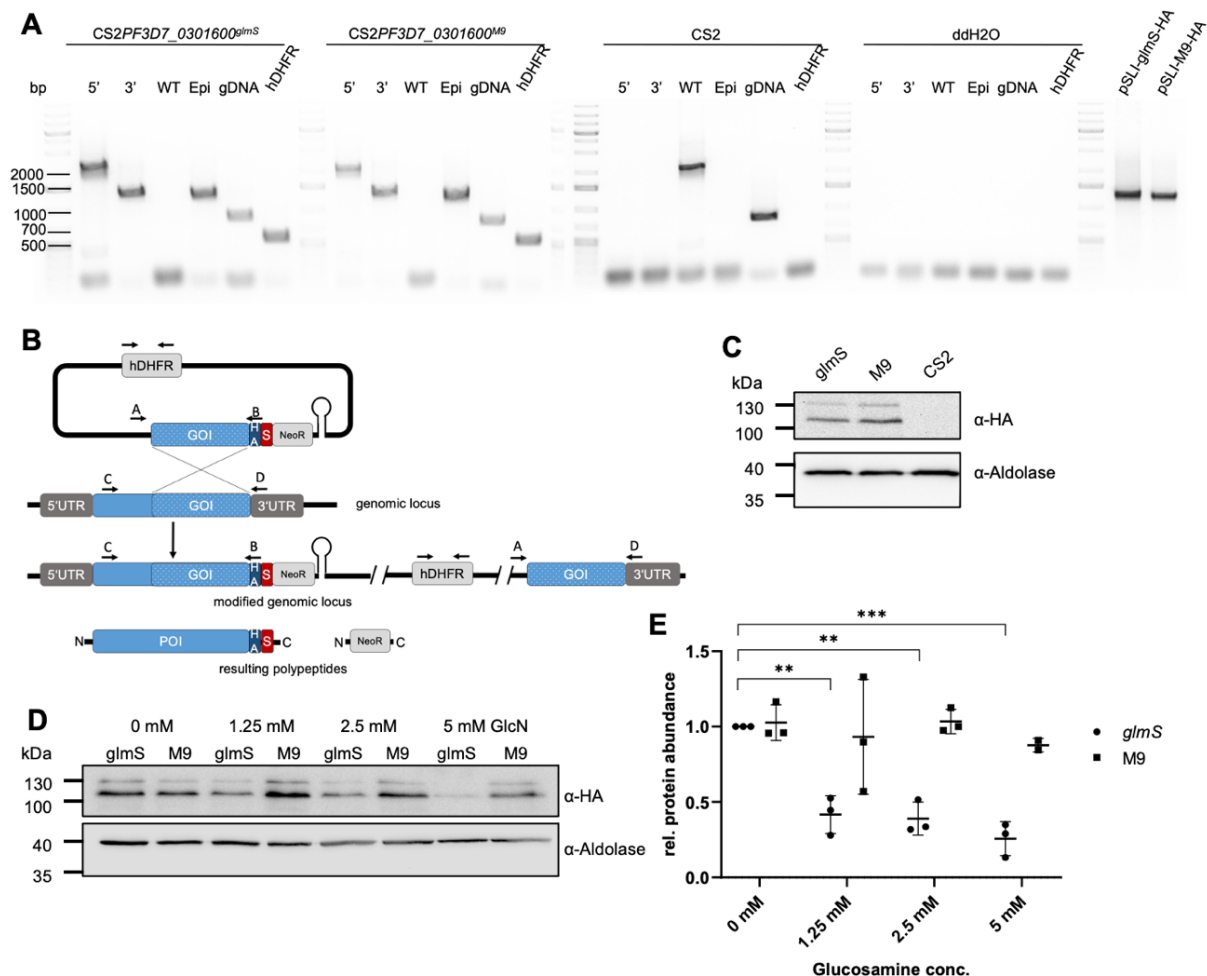 A
CS2PF3D7_0301600glmS CS2PF3D7_0301600M9 CS2 ddH2O
bp 5' 3' WT Epi gDNA hDHFR 5' 3' WT Epi gDNA hDHFR 5' 3' WT Epi gDNA hDHFR 5' 3' WT Epi gDNA hDHFR pSLI-glmS-HA pSLI-M9-HA
2000
1500
1000
700
500
B
hDHFR
A B
GOI HA S NeoR
C D
5'UTR GOI 3'UTR genomic locus
C B A D
5'UTR GOI HA S NeoR hDHFR GOI 3'UTR
modified genomic locus
N POI HA S C N NeoR C
resulting polypeptides
C
glmS M9 CS2
kDa
130
100
α-HA
40
35
α-Aldolase
D
0 mM 1.25 mM 2.5 mM 5 mM GlcN
kDa glmS M9 glmS M9 glmS M9 glmS M9
130
100
α-HA
40
35
α-Aldolase
E
***
**
**
rel. protein abundance
1.5
1.0
0.5
0.0
0 mM 1.25 mM 2.5 mM 5 mM
Glucosamine conc.
glmS
M9